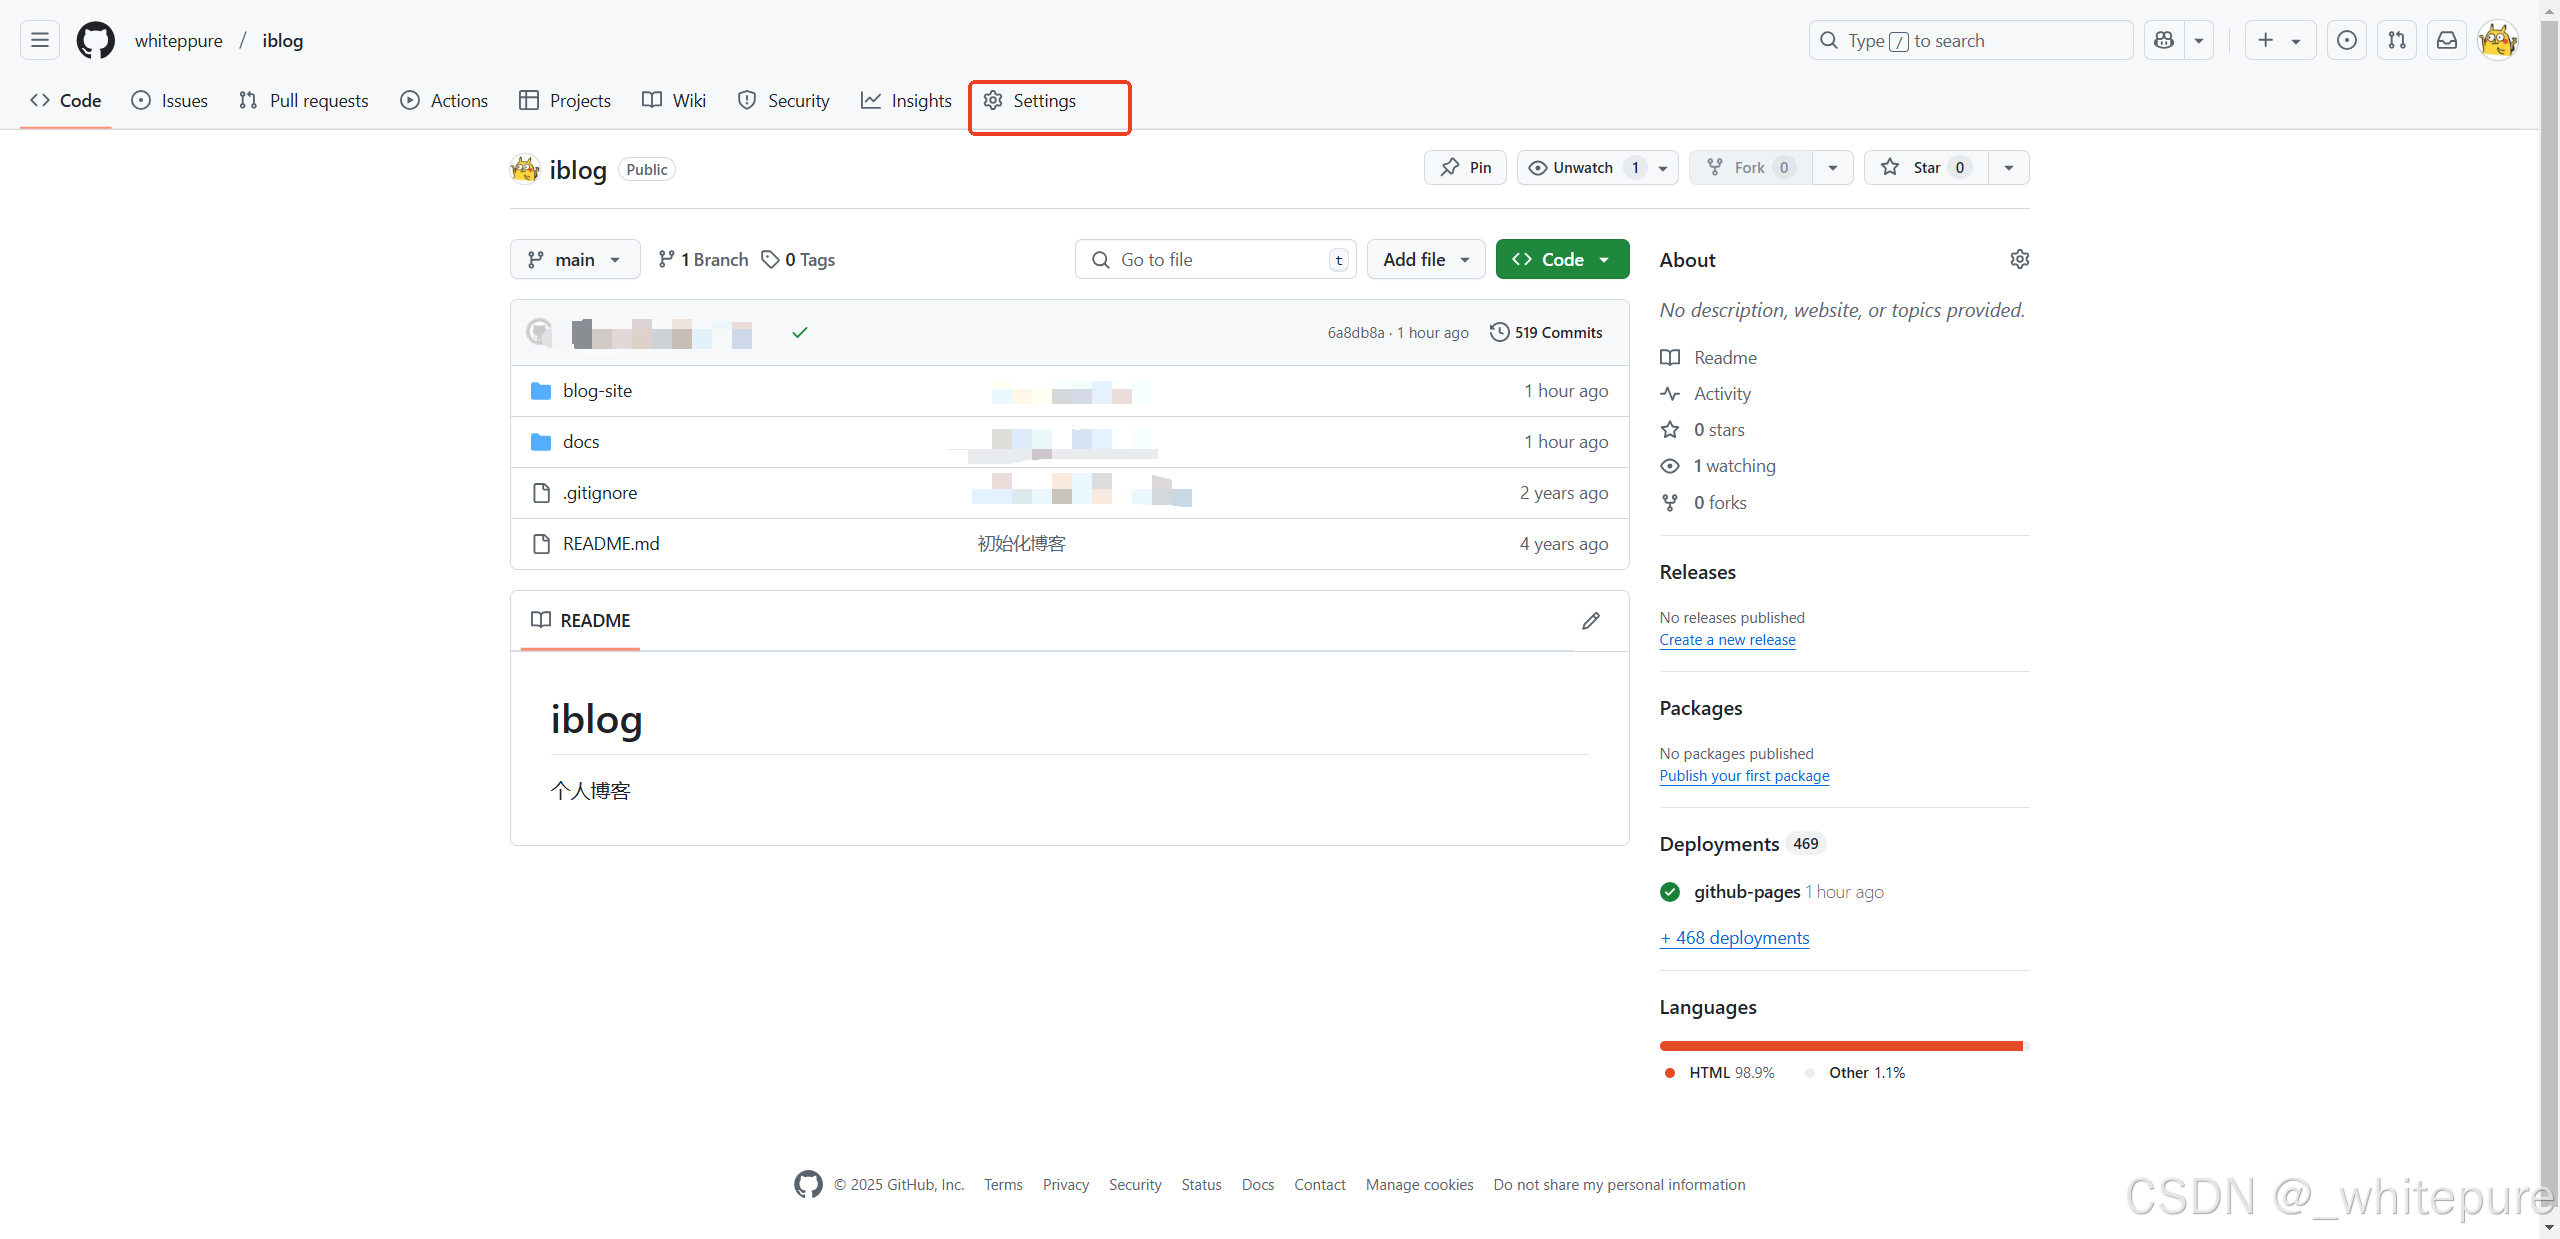 whiteppure / iblog
Type / to search
Code Issues Pull requests Actions Projects Wiki Security Insights Settings
iblog Public
Pin Unwatch 1 Fork 0 Star 0
main 1 Branch 0 Tags
Go to file t Add file Code
6a8db8a · 1 hour ago 519 Commits
blog-site 1 hour ago
docs 1 hour ago
.gitignore 2 years ago
README.md 初始化博客 4 years ago
README
iblog
个人博客
About
No description, website, or topics provided.
Readme
Activity
0 stars
1 watching
0 forks
Releases
No releases published
Create a new release
Packages
No packages published
Publish your first package
Deployments 469
github-pages 1 hour ago
+ 468 deployments
Languages
HTML 98.9% Other 1.1%
© 2025 GitHub, Inc. Terms Privacy Security Status Docs Contact Manage cookies Do not share my personal information
CSDN @_whitepure